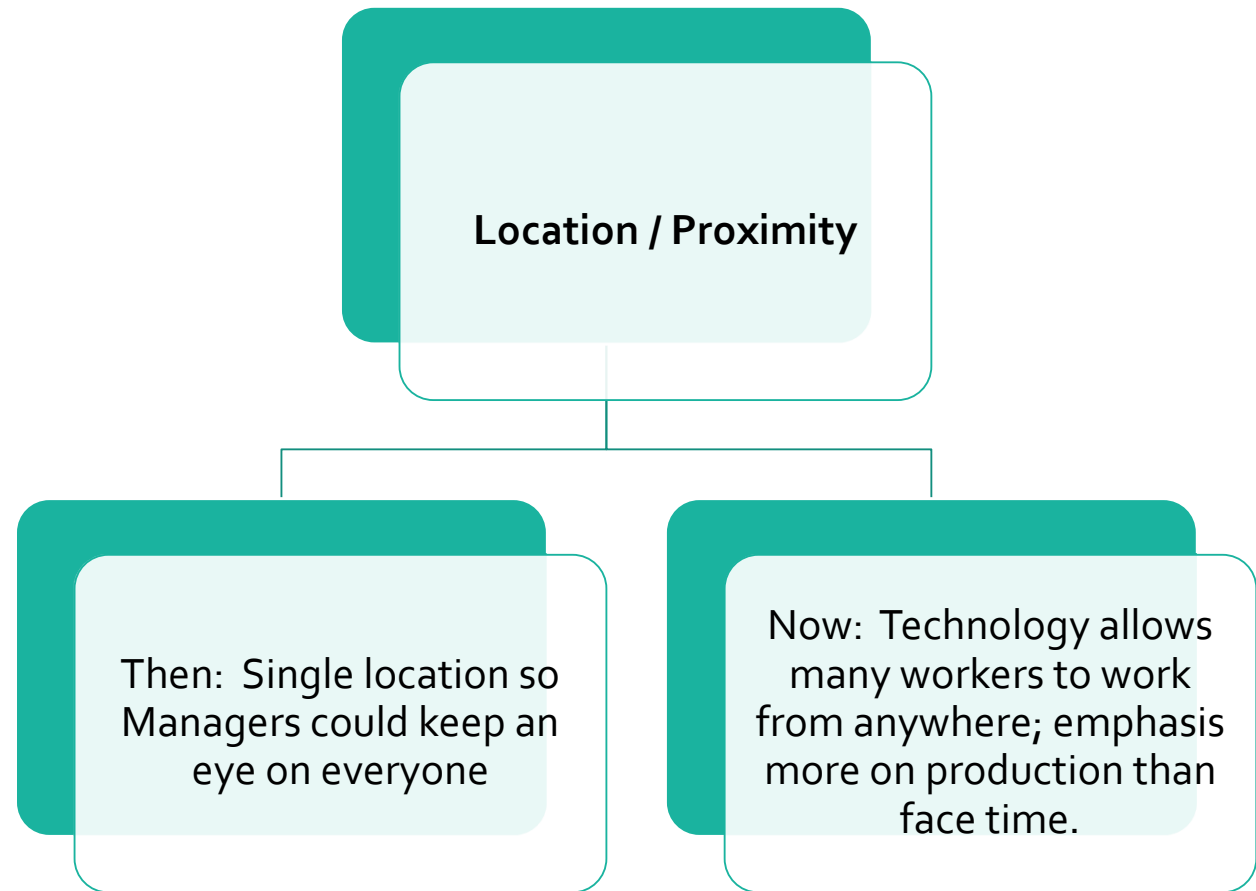 Location / Proximity
Then:  Single location so
Managers could keep an
eye on everyone
Now:  Technology allows
many workers to work
from anywhere; emphasis
more on production than
face time.